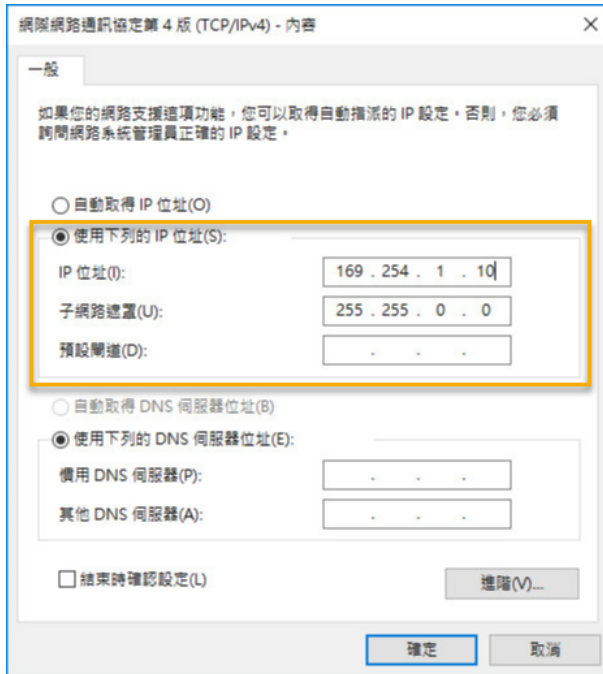 網際網路通訊協定第 4 版 (TCP/IPv4) - 內容
一般
如果您的網路支援這項功能，您可以取得自動指派的 IP 設定。否則，您必須
詢問網路系統管理員正確的 IP 設定。
自動取得 IP 位址(O)
使用下列的 IP 位址(S):
IP 位址(I): 169 . 254 . 1 . 10
子網路遮罩(U): 255 . 255 . 0 . 0
預設閘道(D): . . .
自動取得 DNS 伺服器位址(B)
使用下列的 DNS 伺服器位址(E):
慣用 DNS 伺服器(P): . . .
其他 DNS 伺服器(A): . . .
結束時確認設定(L)
進階(V)...
確定
取消